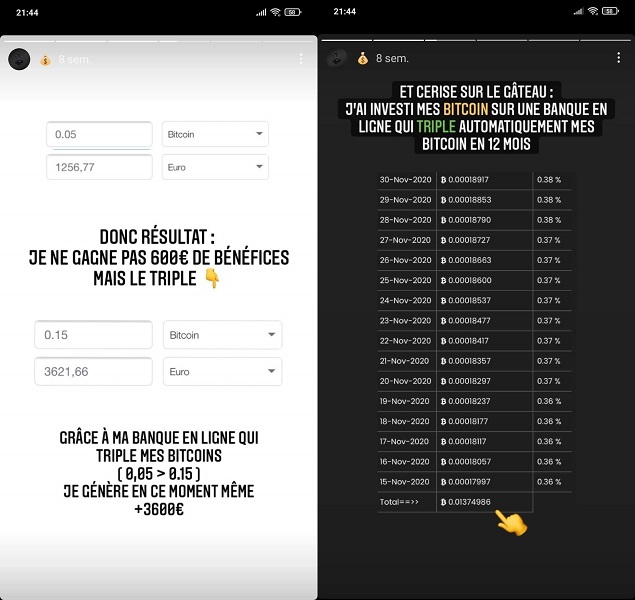 21:44
58
8 sem.
0.05
Bitcoin
1256,77
Euro
DONC RÉSULTAT :
JE NE GAGNE PAS 600€ DE BÉNÉFICES
MAIS LE TRIPLE 👇
0.15
Bitcoin
3621,66
Euro
GRÂCE À MA BANQUE EN LIGNE QUI
TRIPLE MES BITCOINS
( 0,05 > 0.15 )
JE GÉNÈRE EN CE MOMENT MÊME
+3600€
21:44
58
8 sem.
ET CERISE SUR LE GÂTEAU :
J'AI INVESTI MES BITCOIN SUR UNE BANQUE EN
LIGNE QUI TRIPLE AUTOMATIQUEMENT MES
BITCOIN EN 12 MOIS
30-Nov-2020 ₿ 0.00018917 0.38 %
29-Nov-2020 ₿ 0.00018853 0.38 %
28-Nov-2020 ₿ 0.00018790 0.38 %
27-Nov-2020 ₿ 0.00018727 0.37 %
26-Nov-2020 ₿ 0.00018663 0.37 %
25-Nov-2020 ₿ 0.00018600 0.37 %
24-Nov-2020 ₿ 0.00018537 0.37 %
23-Nov-2020 ₿ 0.00018477 0.37 %
22-Nov-2020 ₿ 0.00018417 0.37 %
21-Nov-2020 ₿ 0.00018357 0.37 %
20-Nov-2020 ₿ 0.00018297 0.37 %
19-Nov-2020 ₿ 0.00018237 0.36 %
18-Nov-2020 ₿ 0.00018177 0.36 %
17-Nov-2020 ₿ 0.00018117 0.36 %
16-Nov-2020 ₿ 0.00018057 0.36 %
15-Nov-2020 ₿ 0.00017997 0.36 %
Total==>> ₿ 0.01374986